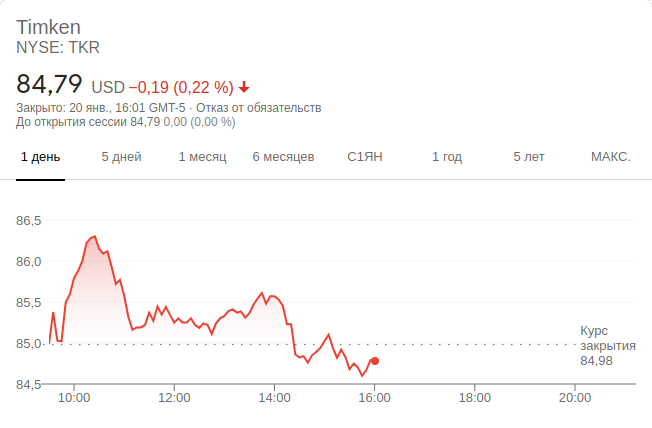 Timken
NYSE: TKR
84,79 USD −0,19 (0,22 %)
Закрыто: 20 янв., 16:01 GMT-5 · Отказ от обязательств
До открытия сессии 84,79 0,00 (0,00 %)
1 день 5 дней 1 месяц 6 месяцев С1ЯН 1 год 5 лет МАКС.
86,5
86,0
85,5
85,0
84,5
Курс
закрытия
84,98
10:00 12:00 14:00 16:00 18:00 20:00